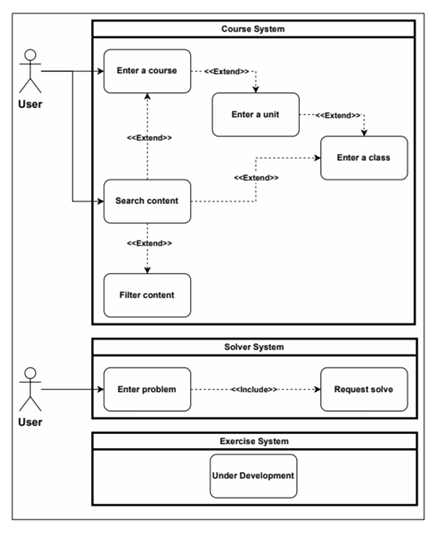 Course System
User
Enter a course
<<Extend>>
Enter a unit
<<Extend>>
<<Extend>>
Enter a class
<<Extend>>
Search content
<<Extend>>
Filter content
Solver System
User
Enter problem
<<Include>>
Request solve
Exercise System
Under Development